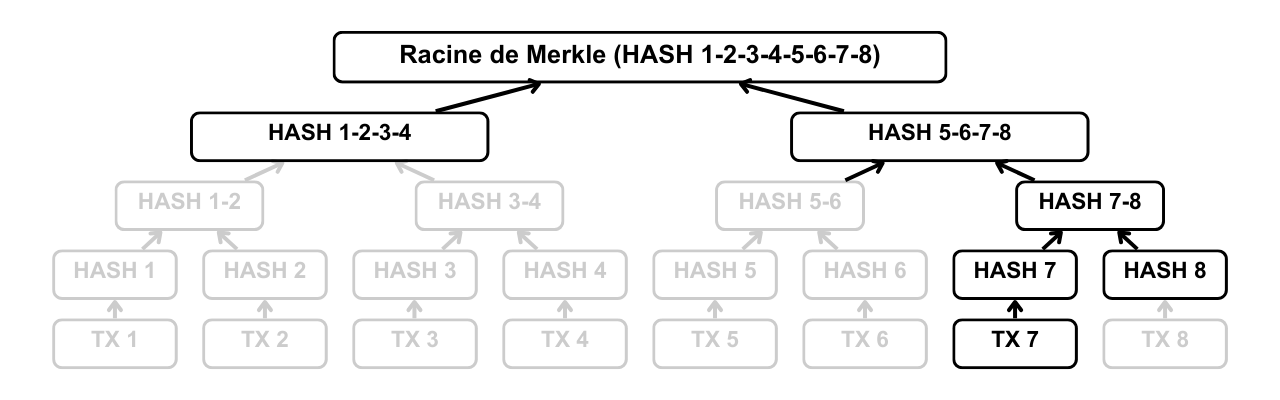 Racine de Merkle (HASH 1-2-3-4-5-6-7-8)
HASH 1-2-3-4
HASH 5-6-7-8
HASH 1-2
HASH 3-4
HASH 5-6
HASH 7-8
HASH 1
HASH 2
HASH 3
HASH 4
HASH 5
HASH 6
HASH 7
HASH 8
TX 1
TX 2
TX 3
TX 4
TX 5
TX 6
TX 7
TX 8